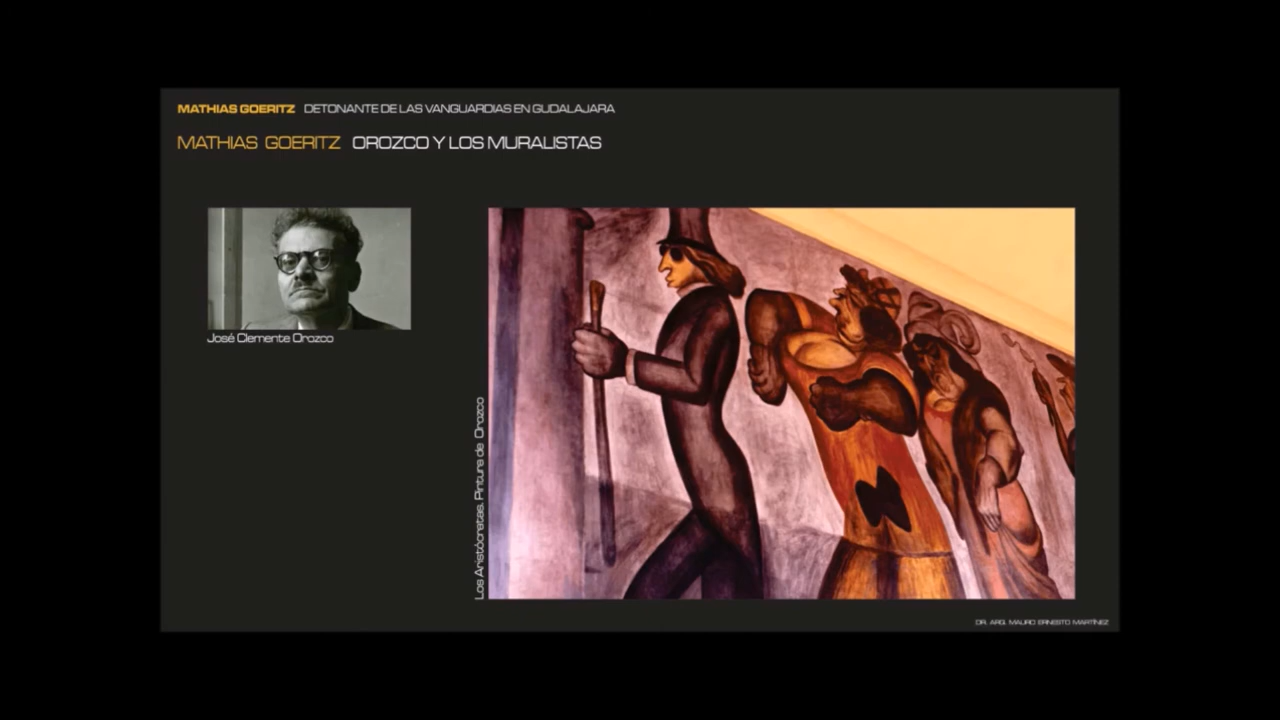 MATHIAS GOERITZ DETONANTE DE LAS VANGUARDIAS EN GUDALAJARA
MATHIAS GOERITZ OROZCO Y LOS MURALISTAS
José Clemente Orozco
Los Aristócratas. Pintura de Orozco
DR. ARQ. MAURO ERNESTO MARTÍNEZ